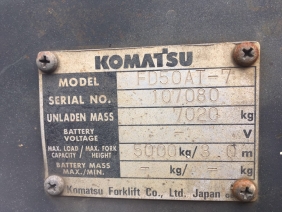 KOMATSU
MODEL FD50AT-7
SERIAL NO. 107080
UNLADEN MASS 7020 kg
BATTERY VOLTAGE - - V
MAX. LOAD / MAX. FORK CAPACITY / HEIGHT 5000 kg/3.0 m
BATTERY MASS MAX./MIN. - kg/ - kg
Komatsu Forklift Co., Ltd. Japan